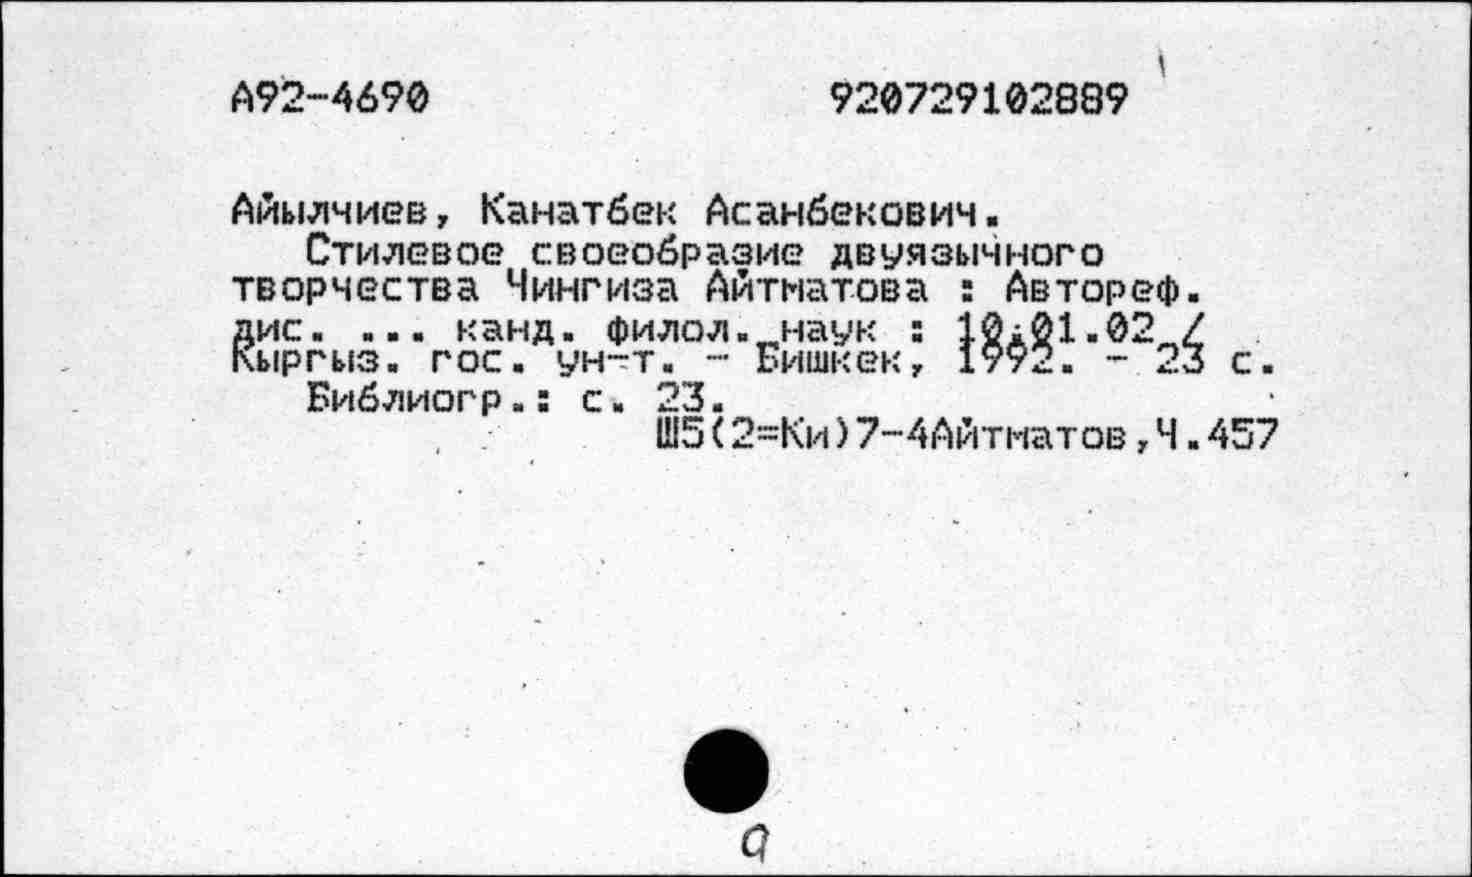 А92-4690 920729102889
Айылчиев, Канатбек Асанбекович.
Стилевое своеобразие двуязычного
творчества Чингиза Айтматова : Автореф.
дис. ... канд. филол. наук : 10.01.02 /
Кыргыз. гос. ун-т. - Бишкек, 1992. - 23 с.
Библиогр.: с. 23.
Ш5(2=Ки)7-4Айтматов,Ч.457